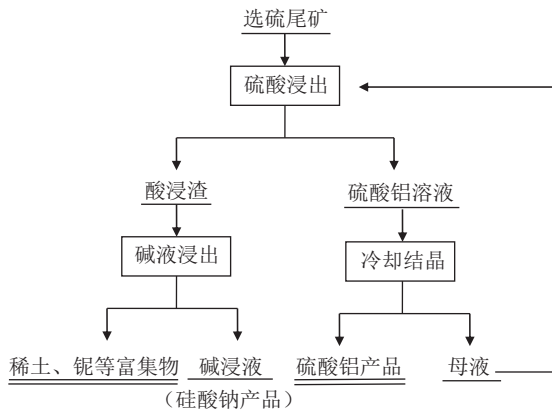 选硫尾矿
硫酸浸出
酸浸渣
硫酸铝溶液
碱液浸出
冷却结晶
稀土、铌等富集物
碱浸液
硫酸铝产品
母液
（硅酸钠产品）